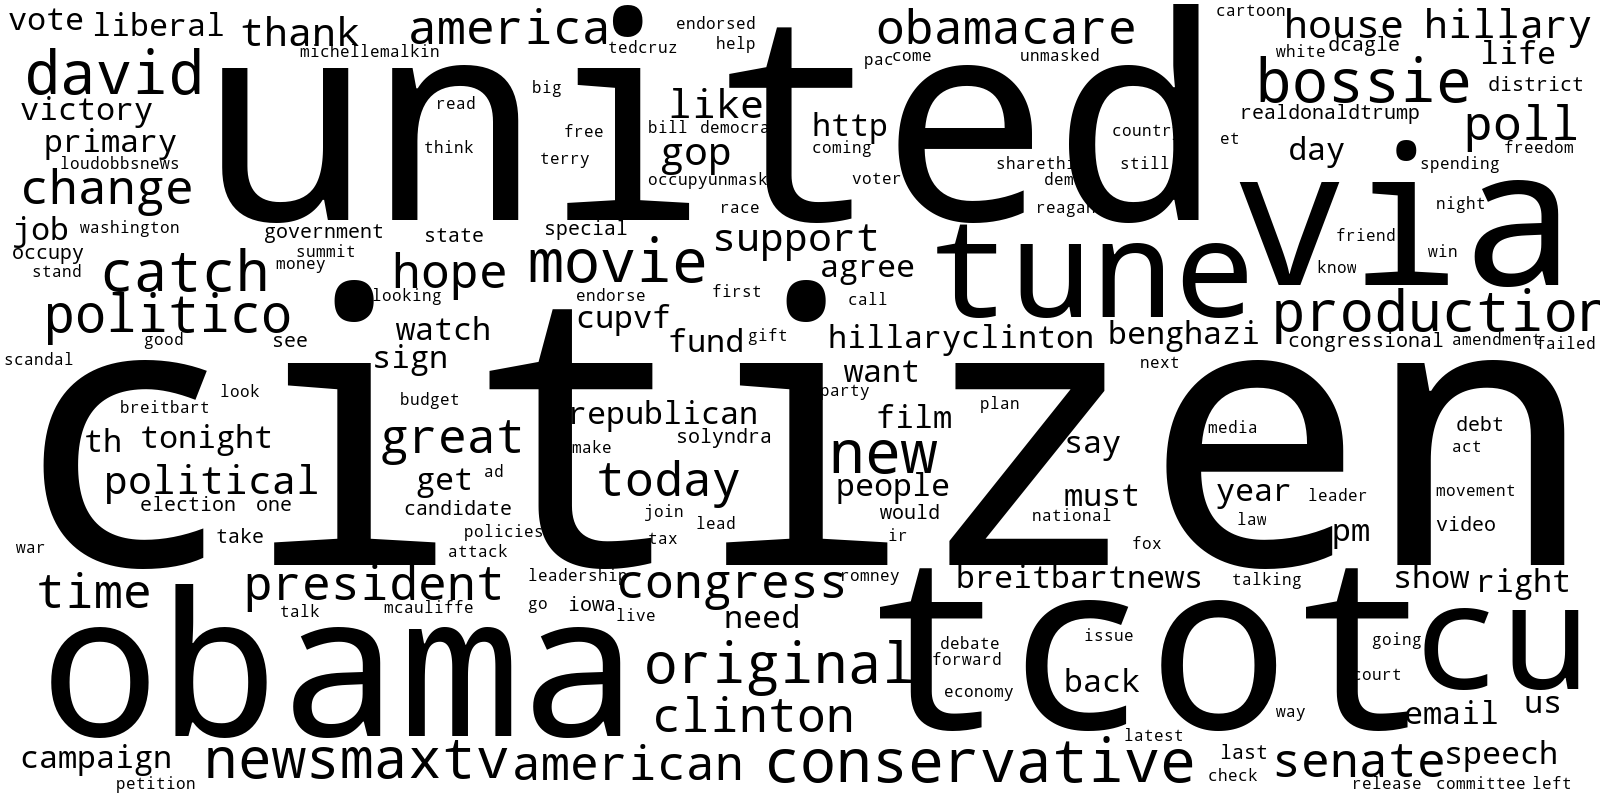 vote liberal thank america endorsed obamacare cartoon house hillary
michellemalkin tedcruz help pac come unmasked white dcagle life
david united big like bossie district
victory read free bill http country realdonaldtrump poll
primary think terry gop coming sharethis still et day freedom
loudobbsnews occupyunmask voter dem spending
change race reagan via night
job washington government state special support friend
occupy summit movie agree tune know win
stand catch money hope
politico looking endorse first call production
good see watch cupvf fund gift hillaryclinton benghazi congressional amendment failed
scandal sign want next
citizen look party
breitbart budget republican film plan media debt
th tonight great make solyndra new say act
political get ad today people must year leader movement
election one candidate join would national law video
take policies lead tax ir fox pm
war attack
time president leadership congress romney breitbartnews talking show right
talk mcauliffe go iowa live need tcot cu
obama original debate issue going
forward
economy back court
clinton way email us
campaign newsmaxtv american conservative latest last senate speech
petition check release committee left